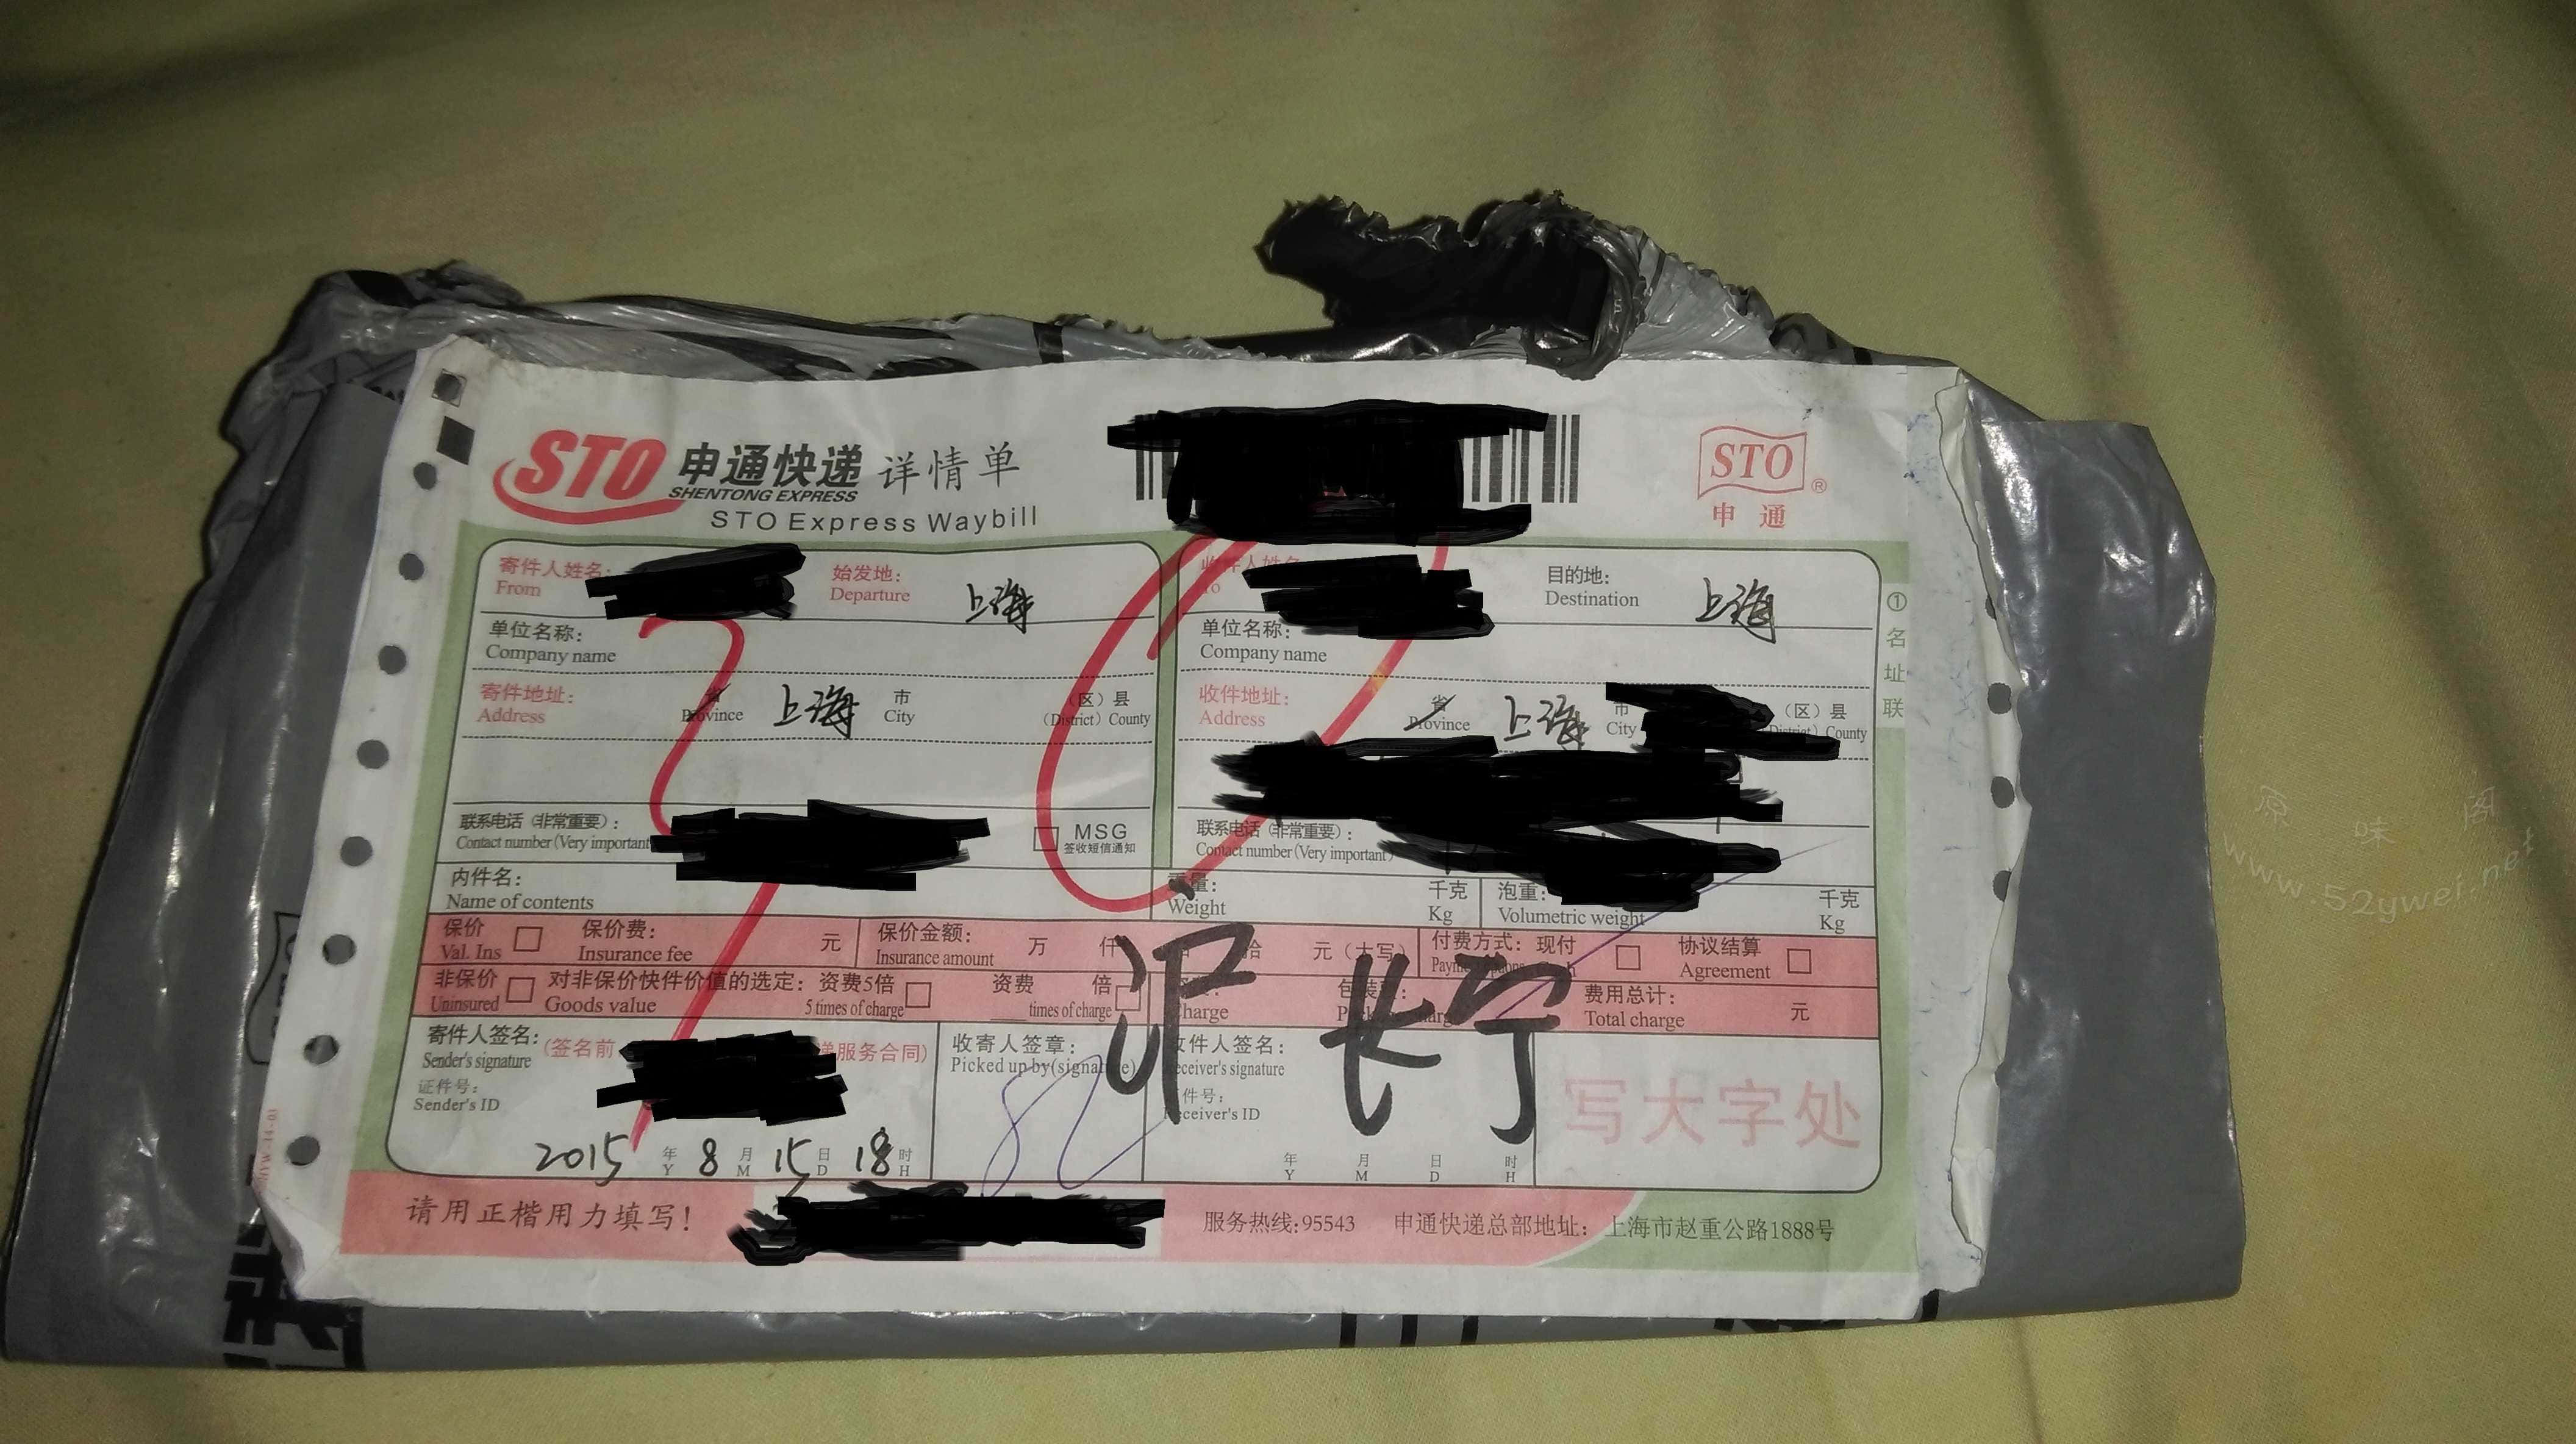 STO 申通快递 详情单
SHENTONG EXPRESS
STO Express Waybill
STO ®
申通
寄件人姓名: 始发地: 上海
From Departure
目的地: 上海
Destination
单位名称:
Company name
单位名称:
Company name
寄件地址: 省 上海 市 (区)县
Address Province City (District) County
收件地址: 省 上海 市 (区)县
Address Province City District) County
联系电话(非常重要):
Contact number(Very important
MSG
签收短信通知
联系电话(非常重要):
Contact number(Very important)
内件名:
Name of contents
重量: 千克
Weight Kg
泡重: 千克
Volumetric weight Kg
保价 保价费: 元 保价金额: 万 仟 拾 元(大写) 付费方式: 现付 协议结算
Val. Ins Insurance fee Insurance amount Agreement
非保价 对非保价快件价值的选定: 资费5倍 资费 倍 费用总计: 元
Uninsured Goods value 5 times of charge times of charge Charge Total charge
沪 长宁
寄件人签名: (签名前 递服务合同)
Sender's signature
证件号:
Sender's ID
2015 年 8 月 15 日 18 时
Y M D H
收寄人签章:
Picked up by(signature)
收件人签名:
Receiver's signature
件号:
Receiver's ID
年 月 日 时
Y M D H
写大字处
①名址联
请用正楷用力填写!
服务热线:95543 申通快递总部地址: 上海市赵重公路1888号
原味阁
www.52ywei.net